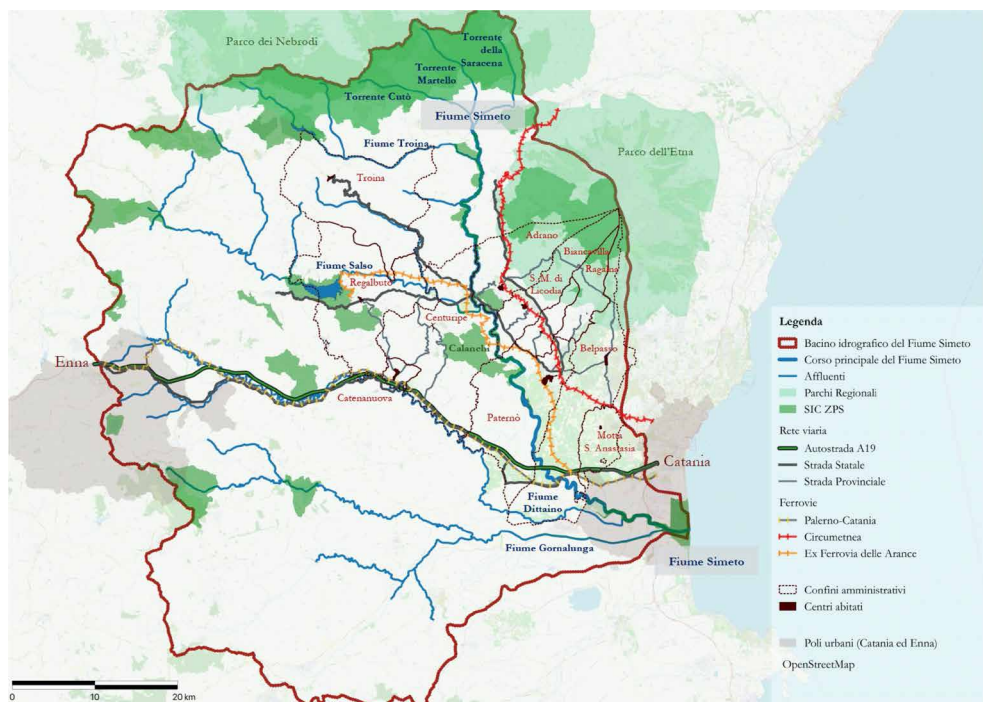 Parco dei Nebrodi
Torrente
della
Saracena
Torrente
Martello
Torrente Cutò
Fiume Simeto
Fiume Troina
Parco dell'Etna
Troina
Adrano
Biancavilla
Ragalna
S. M. di
Licodia
Fiume Salso
Regalbuto
Centuripe
Calanchi
Belpasso
Enna
Catenanuova
Paternò
Motta
S. Anastasia
Catania
Fiume
Dittaino
Fiume Gornalunga
Fiume Simeto
Legenda
Bacino idrografico del Fiume Simeto
Corso principale del Fiume Simeto
Affluenti
Parchi Regionali
SIC ZPS
Rete viaria
Autostrada A19
Strada Statale
Strada Provinciale
Ferrovie
Palerno-Catania
Circumetnea
Ex Ferrovia delle Arance
Confini amministrativi
Centri abitati
Poli urbani (Catania ed Enna)
OpenStreetMap
0 10 20 km